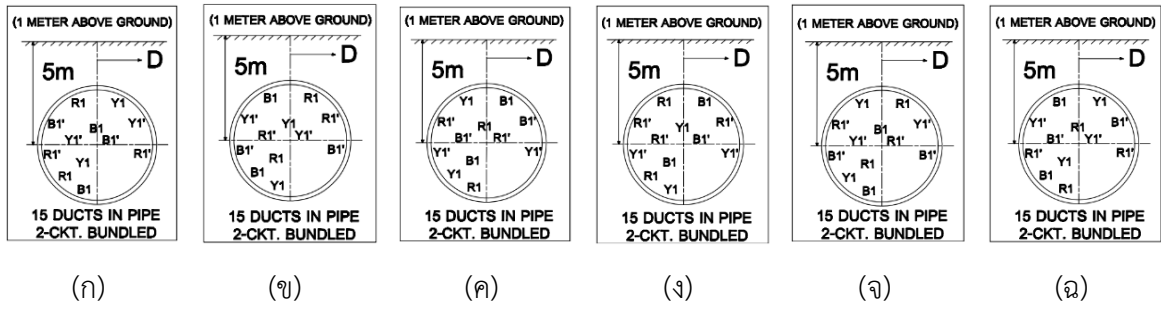 (1 METER ABOVE GROUND)
5m
D
R1 Y1
B1' B1 Y1'
Y1' B1'
R1' Y1 R1'
R1
B1
15 DUCTS IN PIPE
2-CKT. BUNDLED
(ก)
(1 METER ABOVE GROUND)
5m
D
B1 R1
Y1' Y1 R1'
R1' Y1'
B1' R1 B1'
B1
Y1
15 DUCTS IN PIPE
2-CKT. BUNDLED
(ข)
(1 METER ABOVE GROUND)
5m
D
Y1 B1
R1' R1 B1'
B1' R1'
Y1' B1 Y1'
Y1
R1
15 DUCTS IN PIPE
2-CKT. BUNDLED
(ค)
(1 METER ABOVE GROUND)
5m
D
R1 B1
R1' Y1 B1'
R1' B1'
Y1' B1 Y1'
R1
Y1
15 DUCTS IN PIPE
2-CKT. BUNDLED
(ง)
(1 METER ABOVE GROUND)
5m
D
Y1 R1
Y1' B1 R1'
Y1' R1'
B1' R1 B1'
Y1
B1
15 DUCTS IN PIPE
2-CKT. BUNDLED
(จ)
(1 METER ABOVE GROUND)
5m
D
B1 Y1
B1' R1 Y1'
B1' Y1'
R1' Y1 R1'
B1
R1
15 DUCTS IN PIPE
2-CKT. BUNDLED
(ฉ)